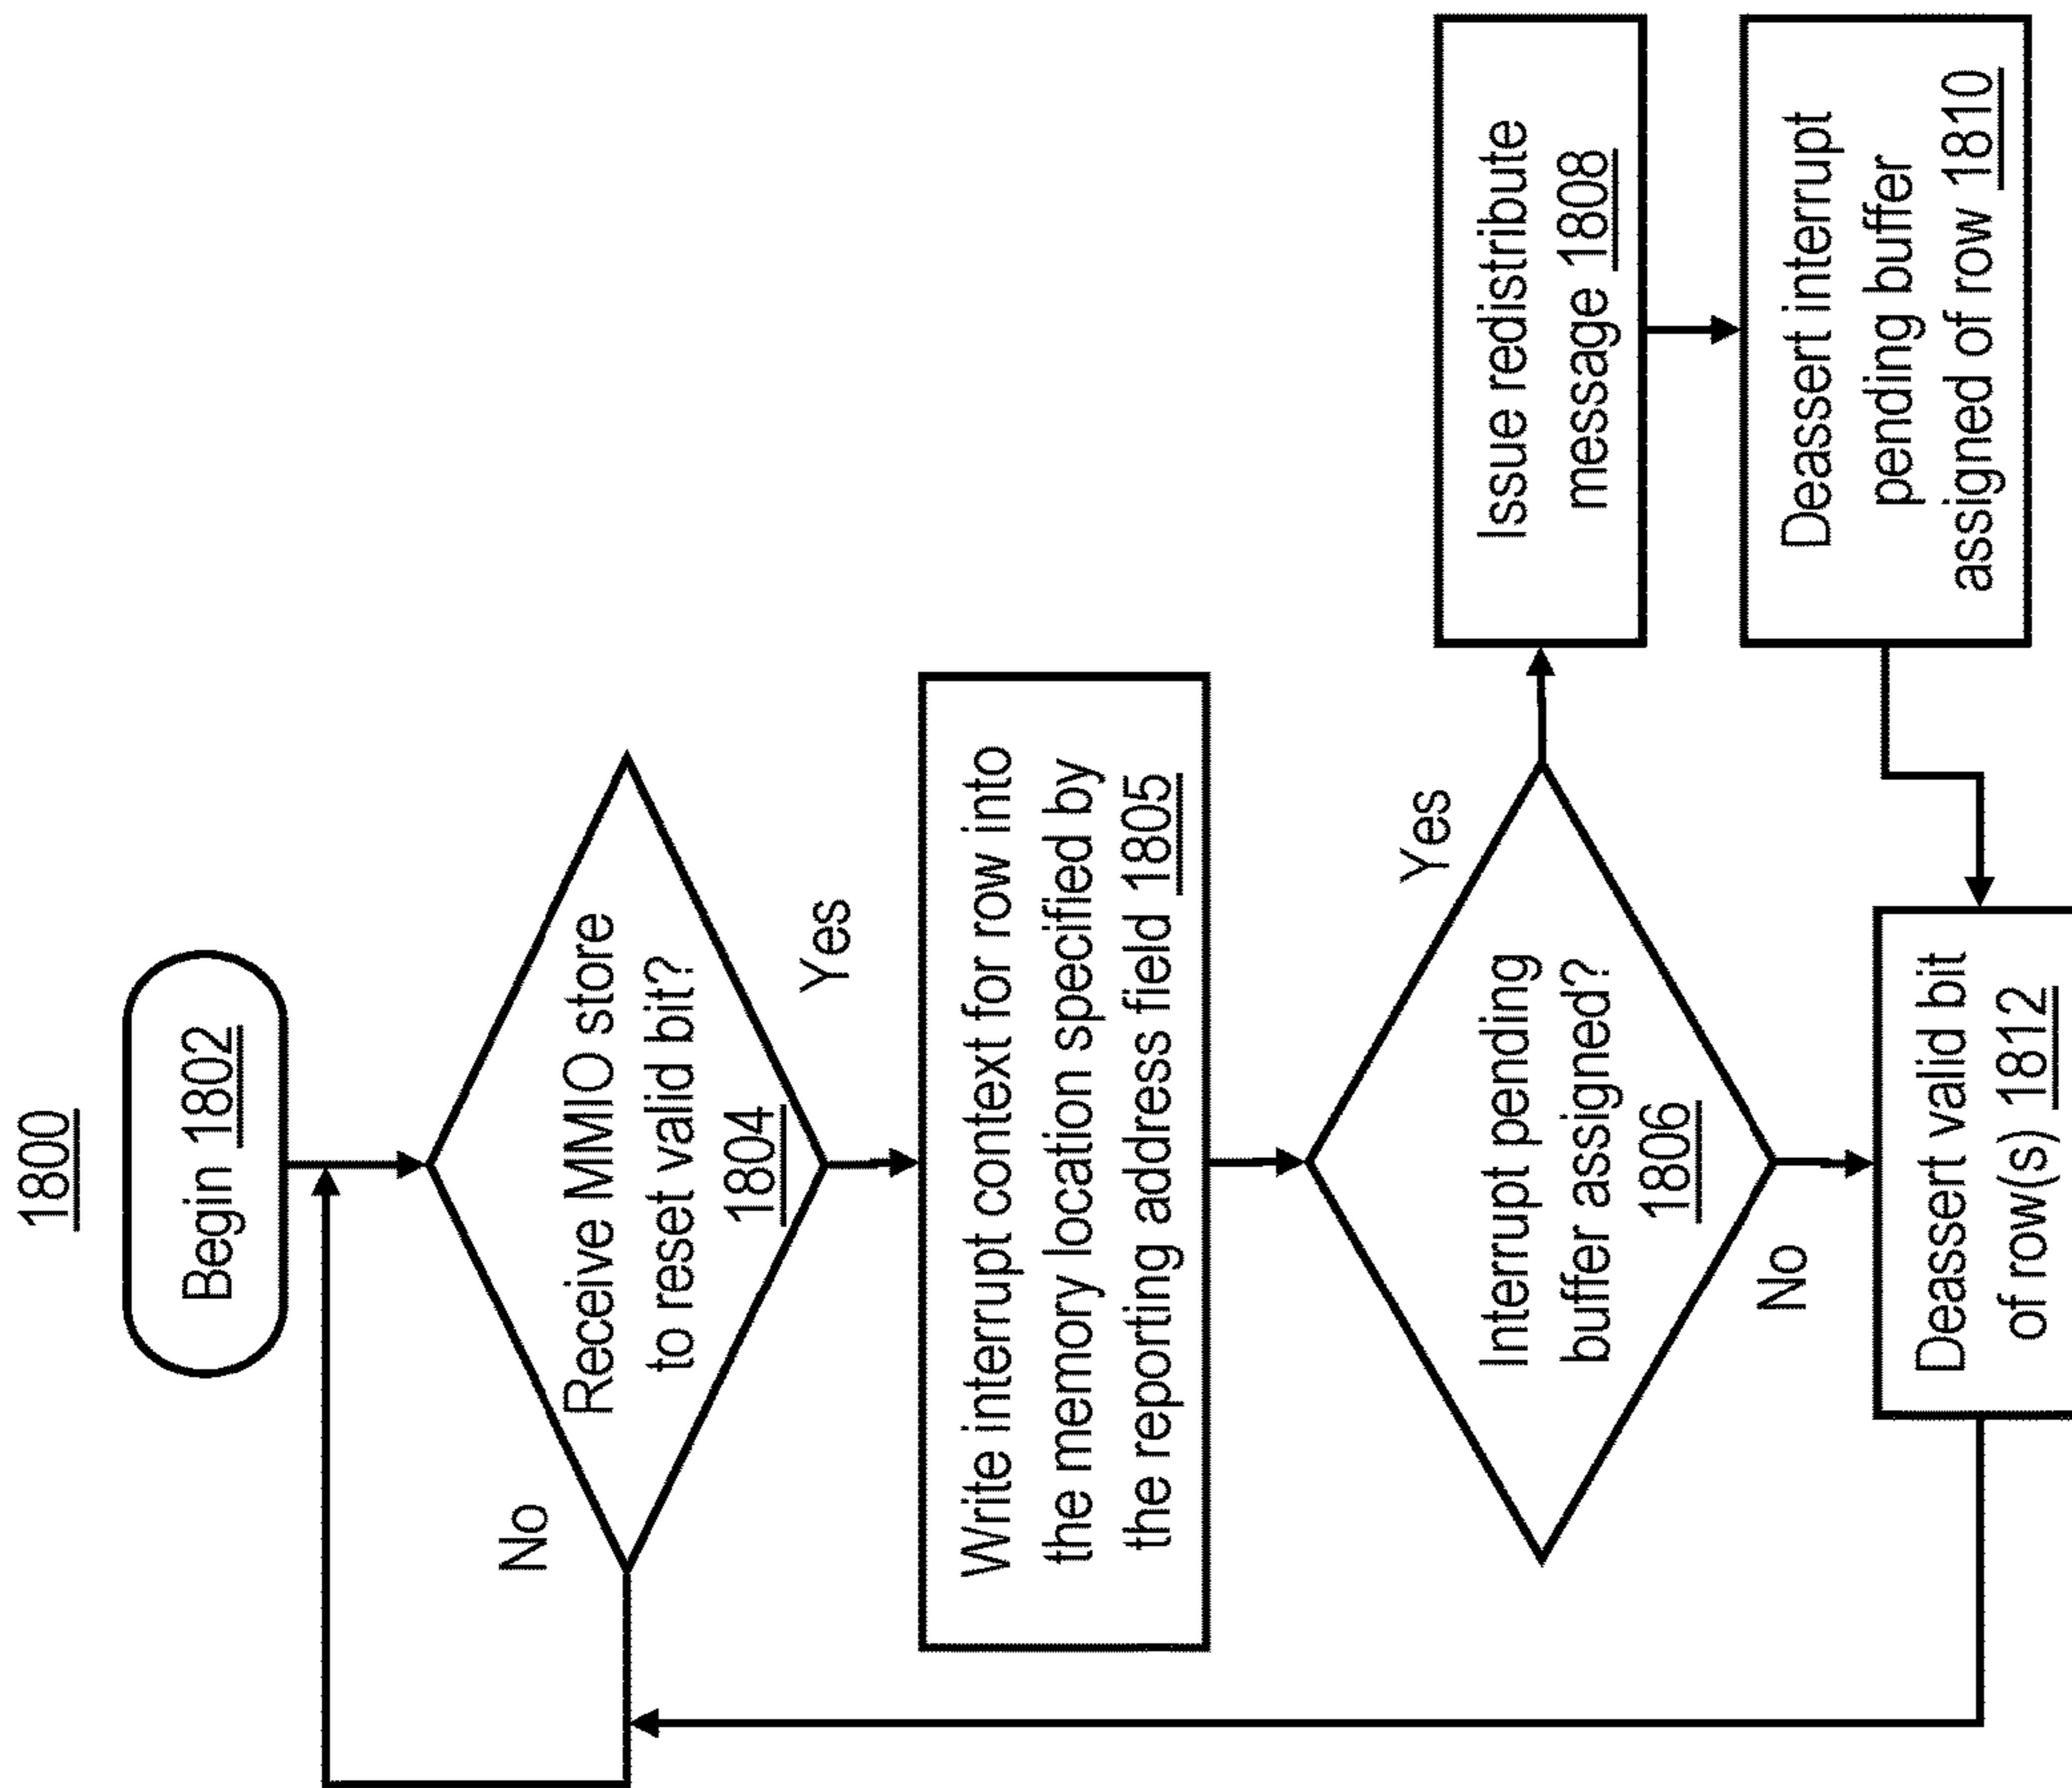 1800
Begin 1802
Receive MMIO store
to reset valid bit?
1804
No
Yes
Write interrupt context for row into
the memory location specified by
the reporting address field 1805
Interrupt pending
buffer assigned?
1806
Yes
No
Issue redistribute
message 1808
Deassert interrupt
pending buffer
assigned of row 1810
Deassert valid bit
of row(s) 1812